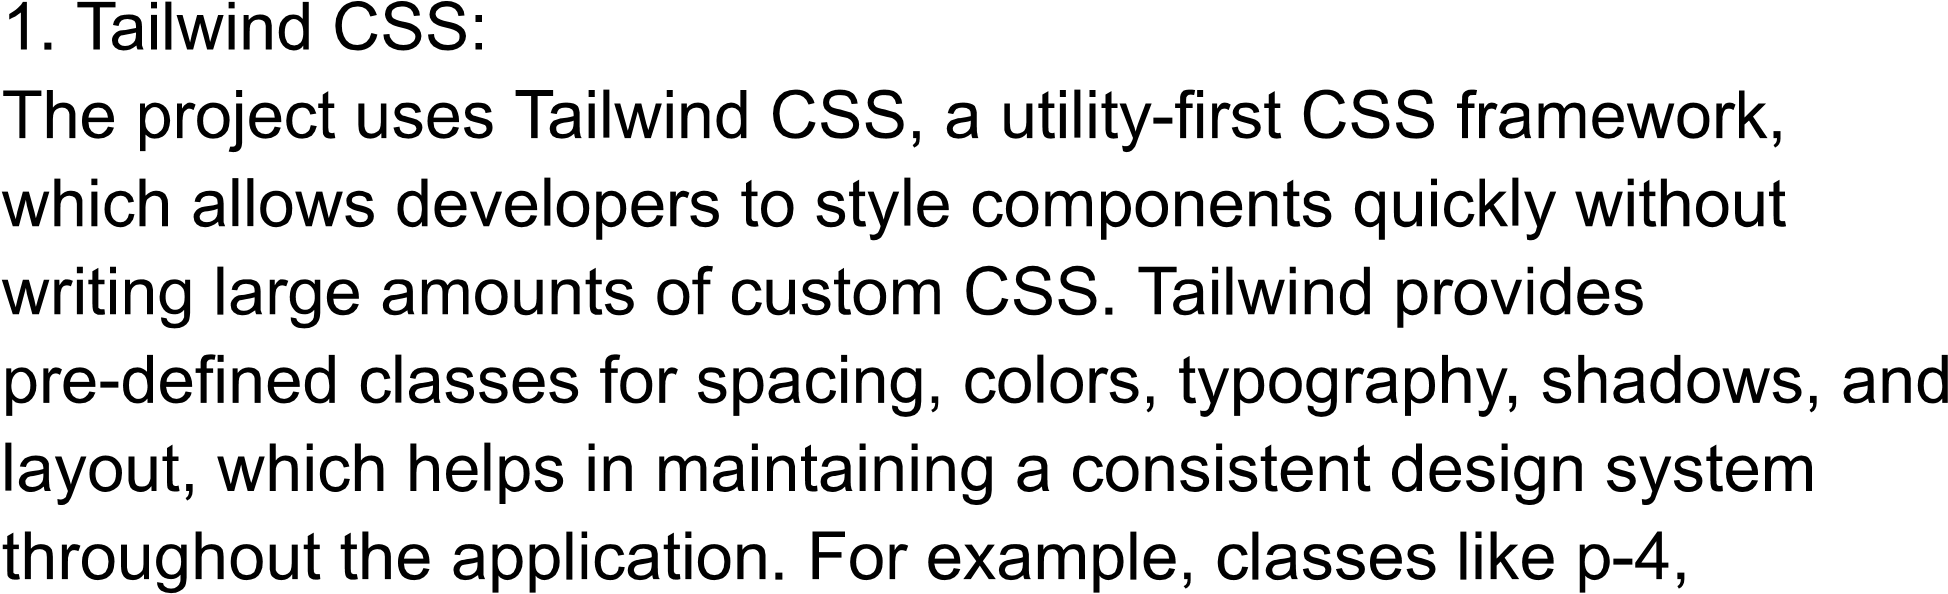 1. Tailwind CSS:
The project uses Tailwind CSS, a utility-first CSS framework,
which allows developers to style components quickly without
writing large amounts of custom CSS. Tailwind provides
pre-defined classes for spacing, colors, typography, shadows, and
layout, which helps in maintaining a consistent design system
throughout the application. For example, classes like p-4,